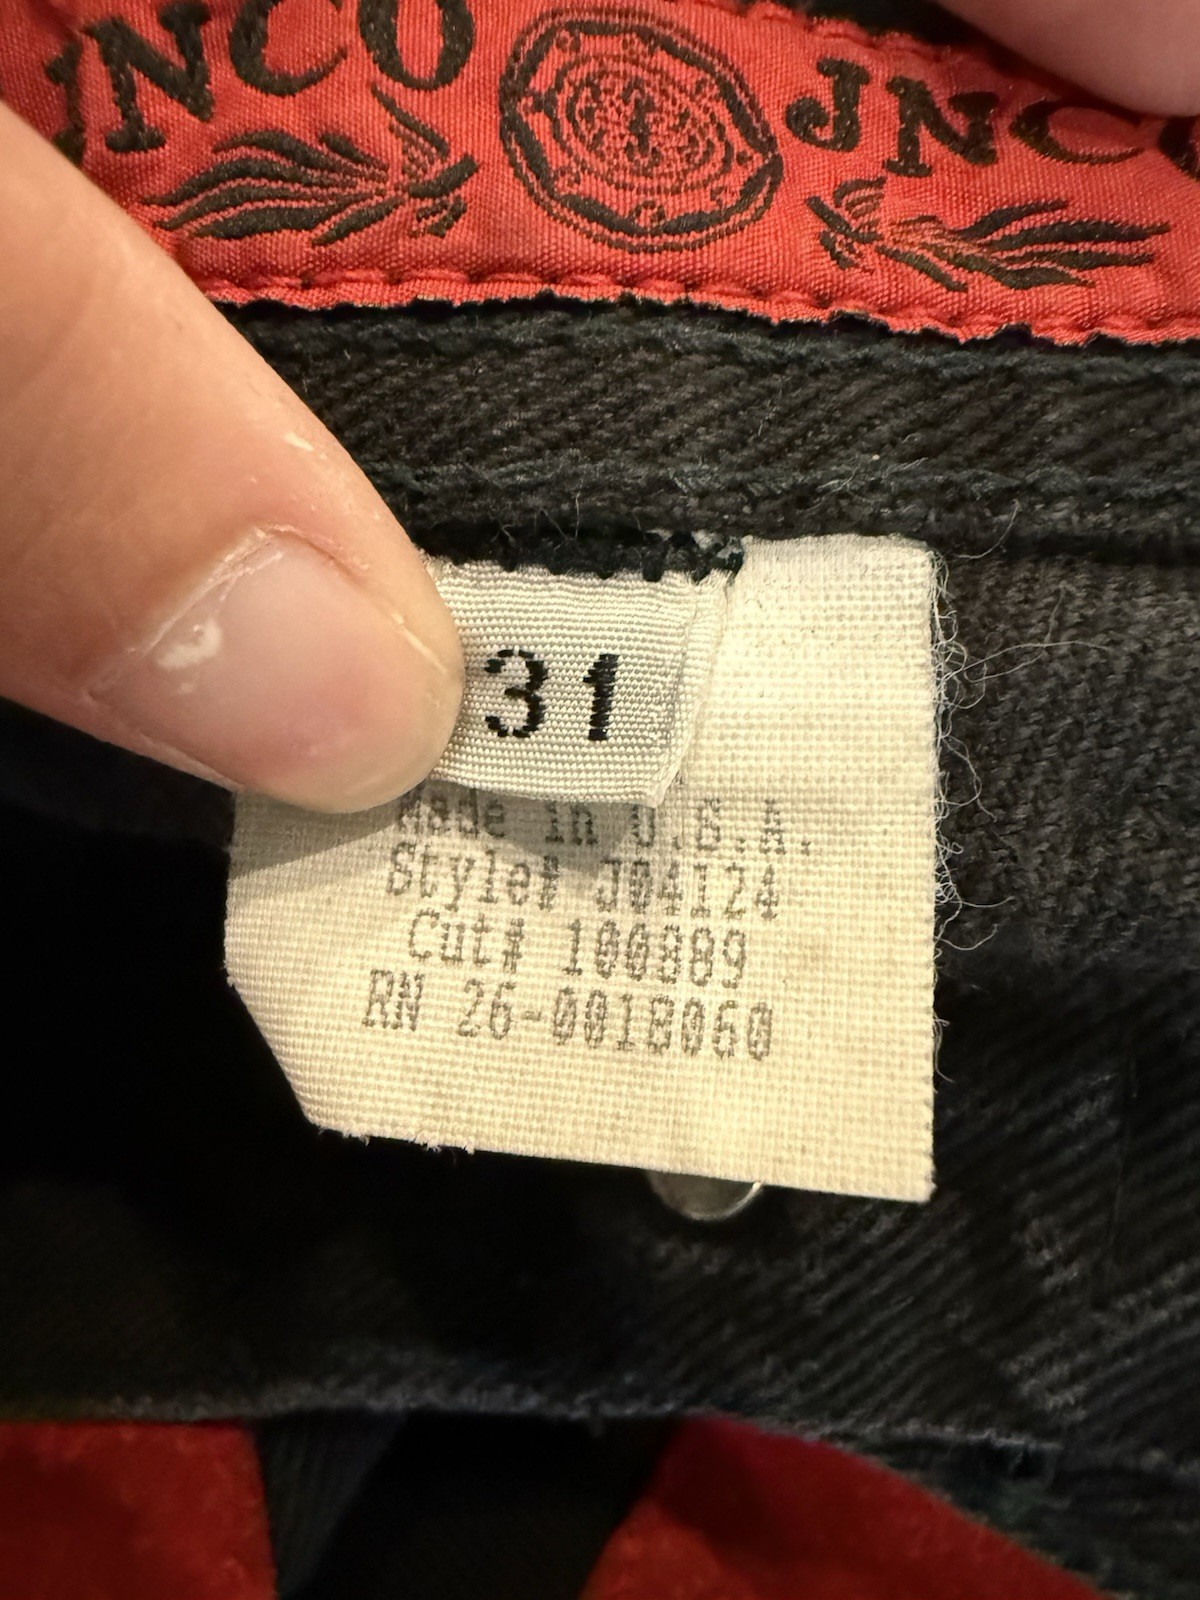 JNCO JNCO
31
Made in U.S.A.
Style# J04124
Cut# 100889
RN 26-0018060